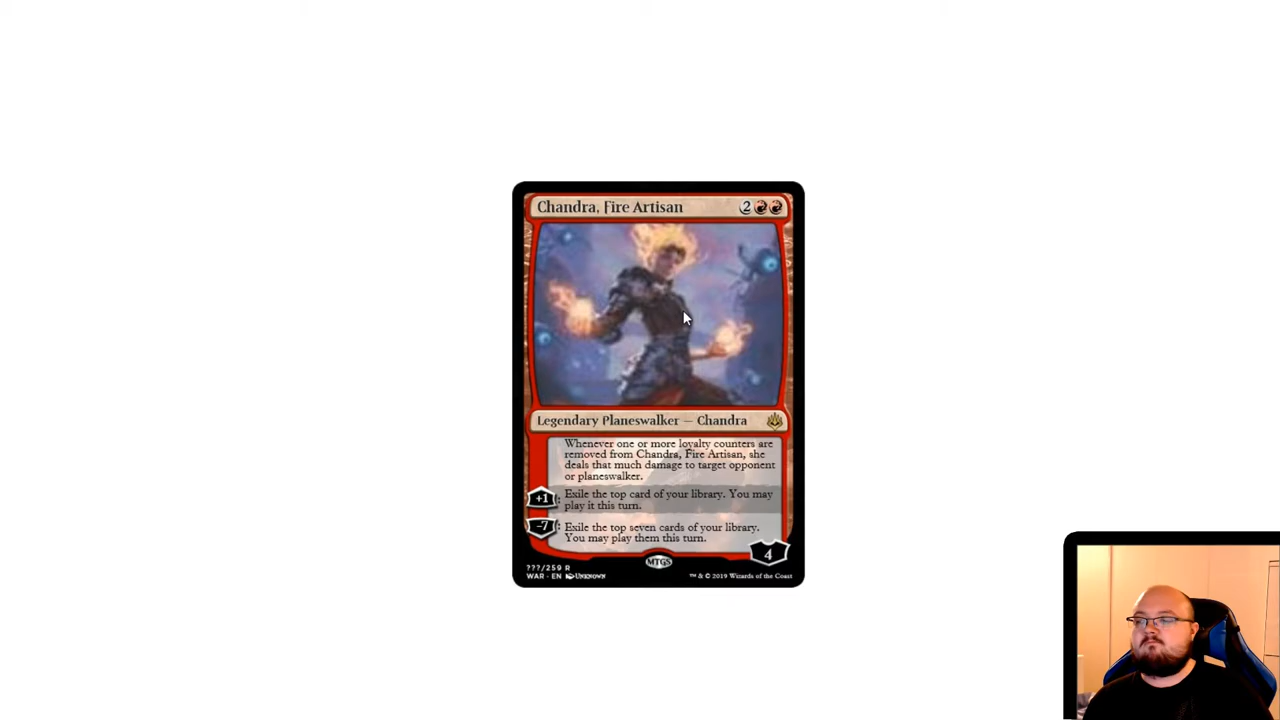 Chandra, Fire Artisan 2
Legendary Planeswalker — Chandra
Whenever one or more loyalty counters are
removed from Chandra, Fire Artisan, she
deals that much damage to target opponent
or planeswalker.
+1: Exile the top card of your library. You may
play it this turn.
-7: Exile the top seven cards of your library.
You may play them this turn.
4
???/259 R
MTGS
WAR · EN Unknown
™ & © 2019 Wizards of the Coast